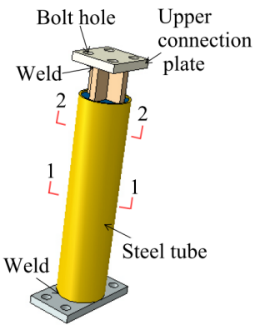 Bolt hole
Upper
connection
plate
Weld
2
2
1
1
Steel tube
Weld